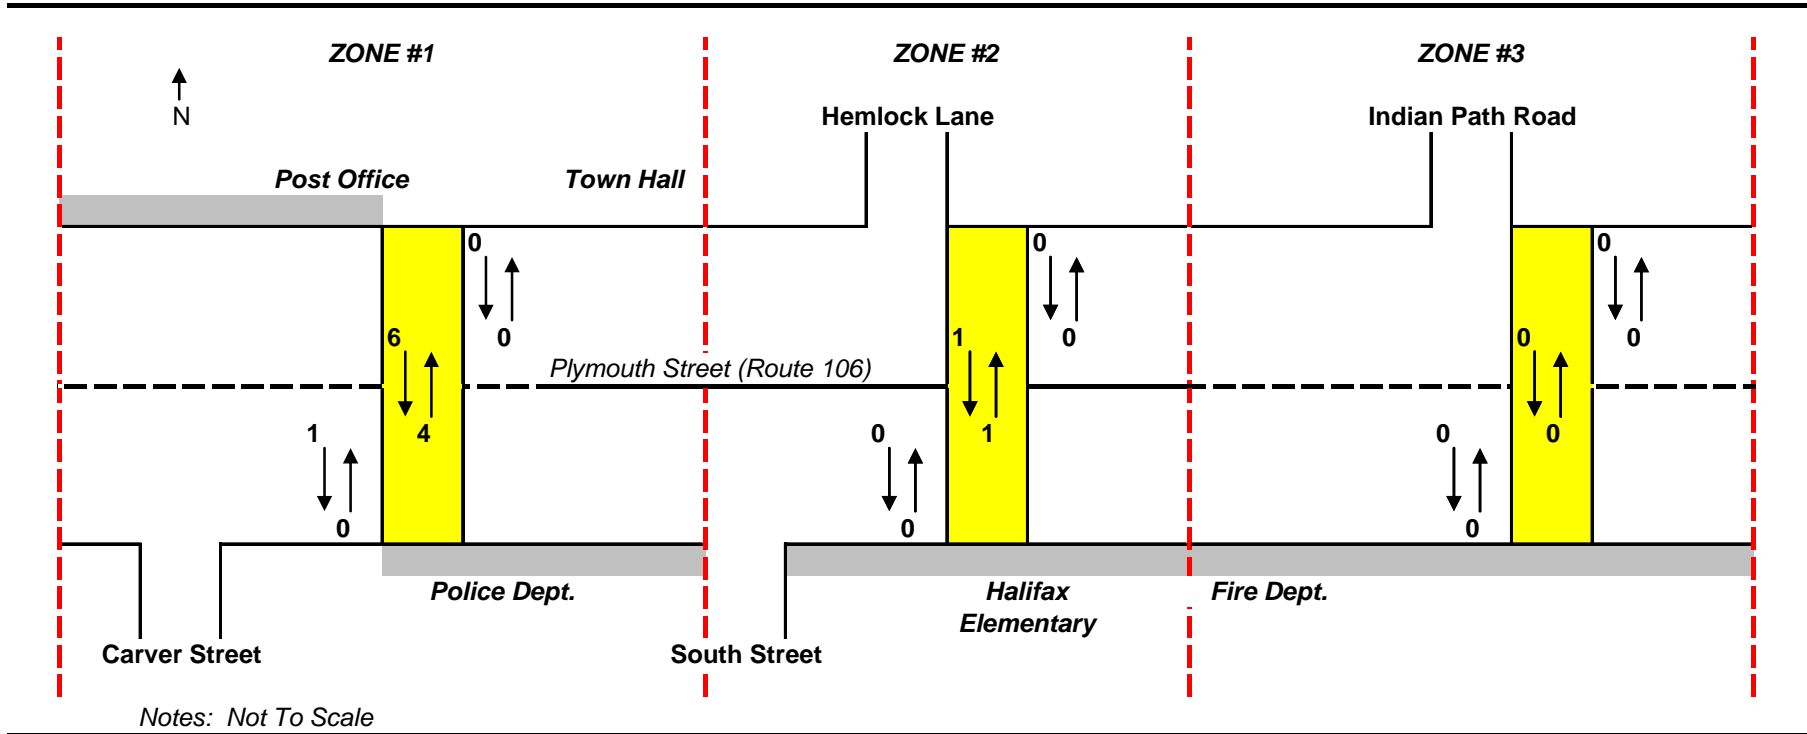 ZONE #1 ZONE #2 ZONE #3
N
Hemlock Lane Indian Path Road
Post Office Town Hall
0 0 0
0 0 0
6 1 0
Plymouth Street (Route 106)
1 4 0 1 0 0
0 0 0
Police Dept. Halifax Fire Dept.
Elementary
Carver Street South Street
Notes: Not To Scale